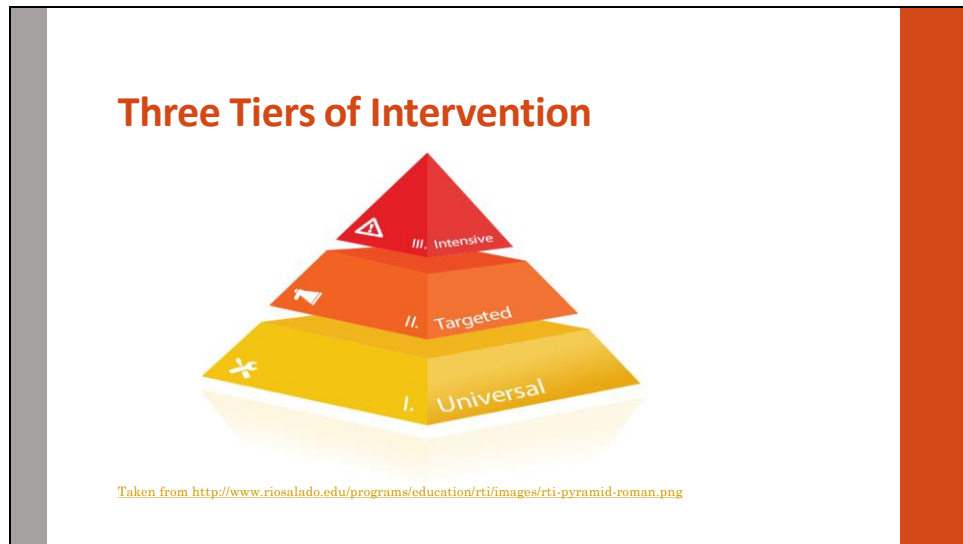 Three Tiers of Intervention
III. Intensive
II. Targeted
I. Universal
Taken from http://www.riosalado.edu/programs/education/rti/images/rti-pyramid-roman.png